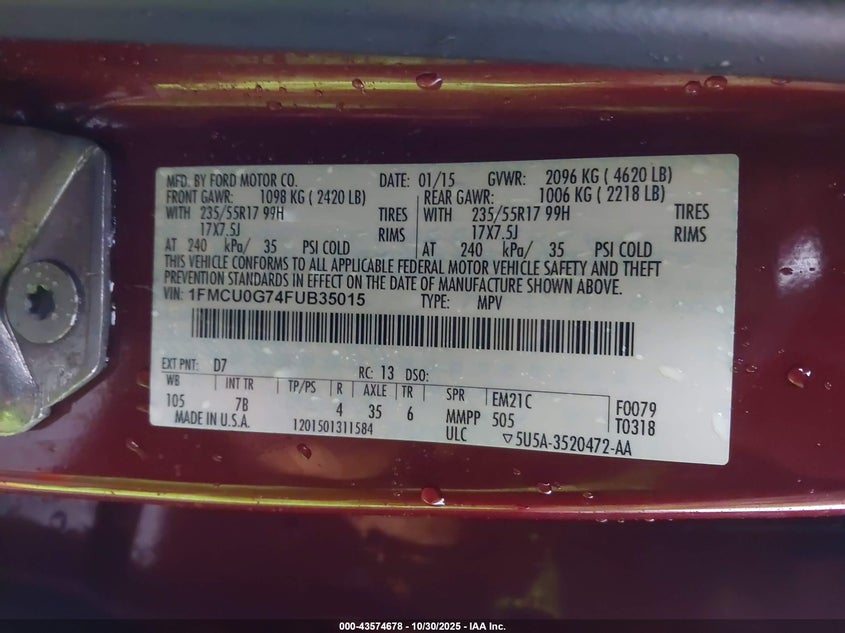 MFD. BY FORD MOTOR CO. DATE: 01/15 GVWR: 2096 KG ( 4620 LB)
FRONT GAWR: 1098 KG ( 2420 LB) REAR GAWR: 1006 KG ( 2218 LB)
WITH 235/55R17 99H TIRES WITH 235/55R17 99H TIRES
17X7.5J RIMS 17X7.5J RIMS
AT 240 kPa/ 35 PSI COLD AT 240 kPa/ 35 PSI COLD
THIS VEHICLE CONFORMS TO ALL APPLICABLE FEDERAL MOTOR VEHICLE SAFETY AND THEFT
PREVENTION STANDARDS IN EFFECT ON THE DATE OF MANUFACTURE SHOWN ABOVE.
VIN: 1FMCU0G74FUB35015 TYPE: MPV
EXT PNT: D7 RC: 13 DSO:
WB INT TR TP/PS R AXLE TR SPR EM21C F0079
105 7B 4 35 6 MMPP 505 T0318
MADE IN U.S.A. 1201501311584 ULC ▽5U5A-3520472-AA
000-43574678 - 10/30/2025 - IAA Inc.